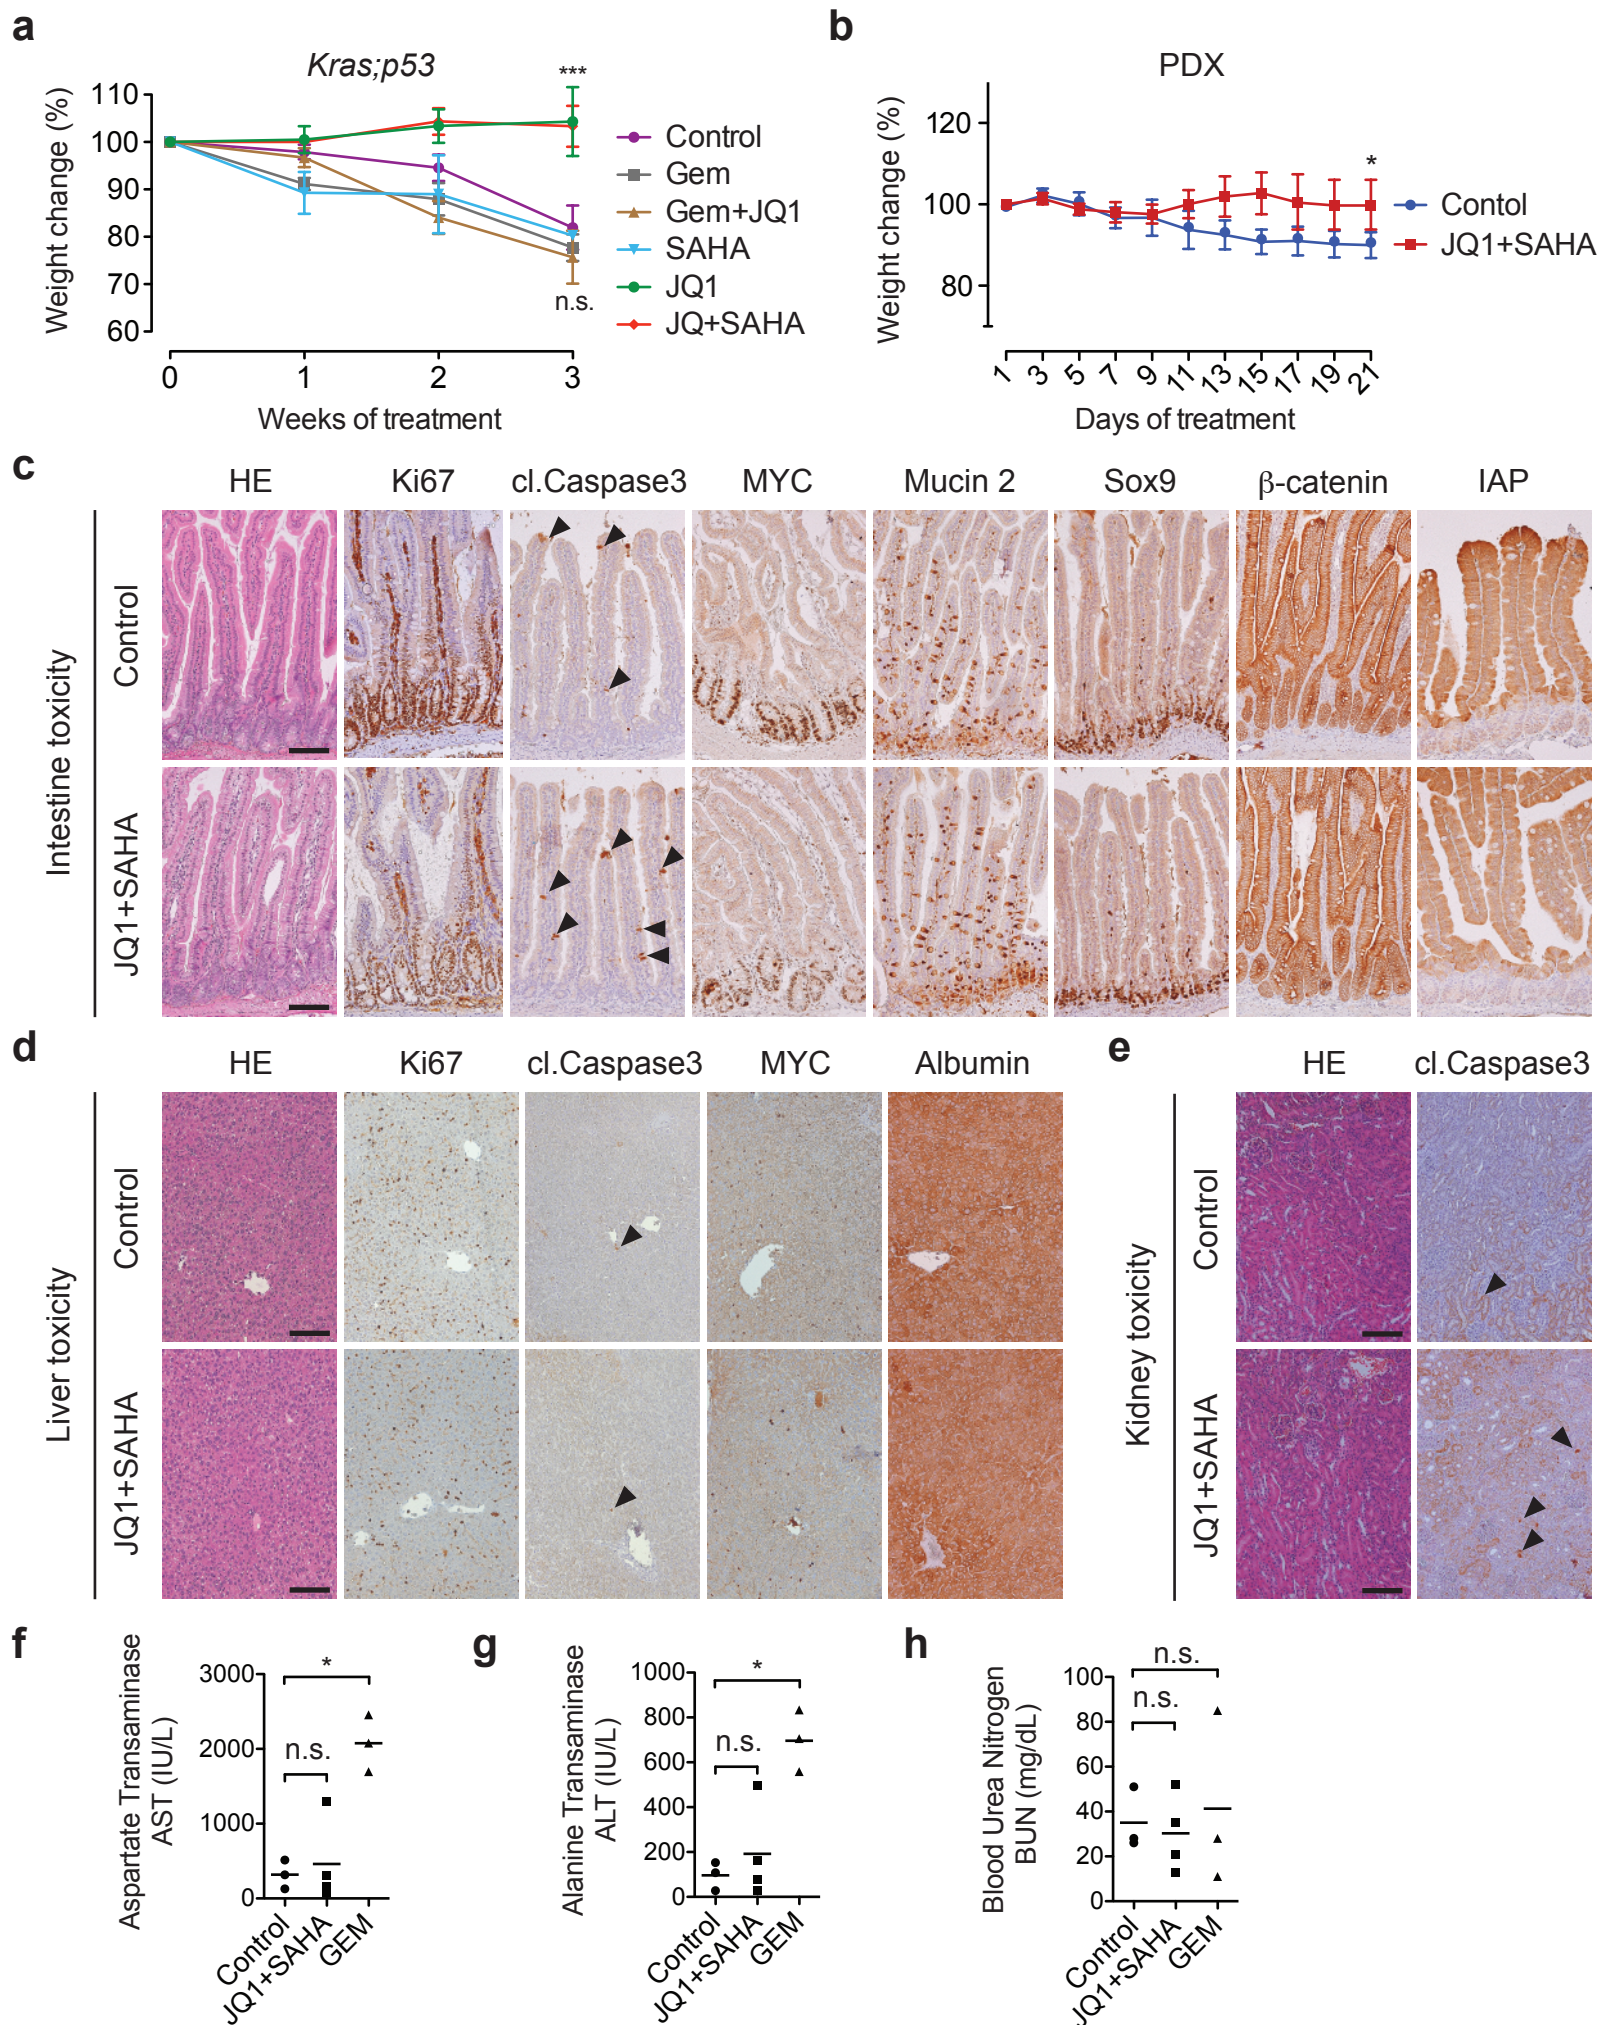 a
Kras;p53
***
Weight change (%)
110
100
90
80
70
60
n.s.
0
1
2
3
Weeks of treatment
Control
Gem
Gem+JQ1
SAHA
JQ1
JQ+SAHA
b
PDX
*
Weight change (%)
120
100
80
1
3
5
7
9
11
13
15
17
19
21
Days of treatment
Contol
JQ1+SAHA
c
HE
Ki67
cl.Caspase3
MYC
Mucin 2
Sox9
β-catenin
IAP
Intestine toxicity
Control
JQ1+SAHA
d
HE
Ki67
cl.Caspase3
MYC
Albumin
Liver toxicity
Control
JQ1+SAHA
e
HE
cl.Caspase3
Kidney toxicity
Control
JQ1+SAHA
f
Aspartate Transaminase
AST (IU/L)
3000
2000
1000
0
*
n.s.
Control
JQ1+SAHA
GEM
g
Alanine Transaminase
ALT (IU/L)
1000
800
600
400
200
0
*
n.s.
Control
JQ1+SAHA
GEM
h
Blood Urea Nitrogen
BUN (mg/dL)
100
80
60
40
20
0
n.s.
n.s.
Control
JQ1+SAHA
GEM